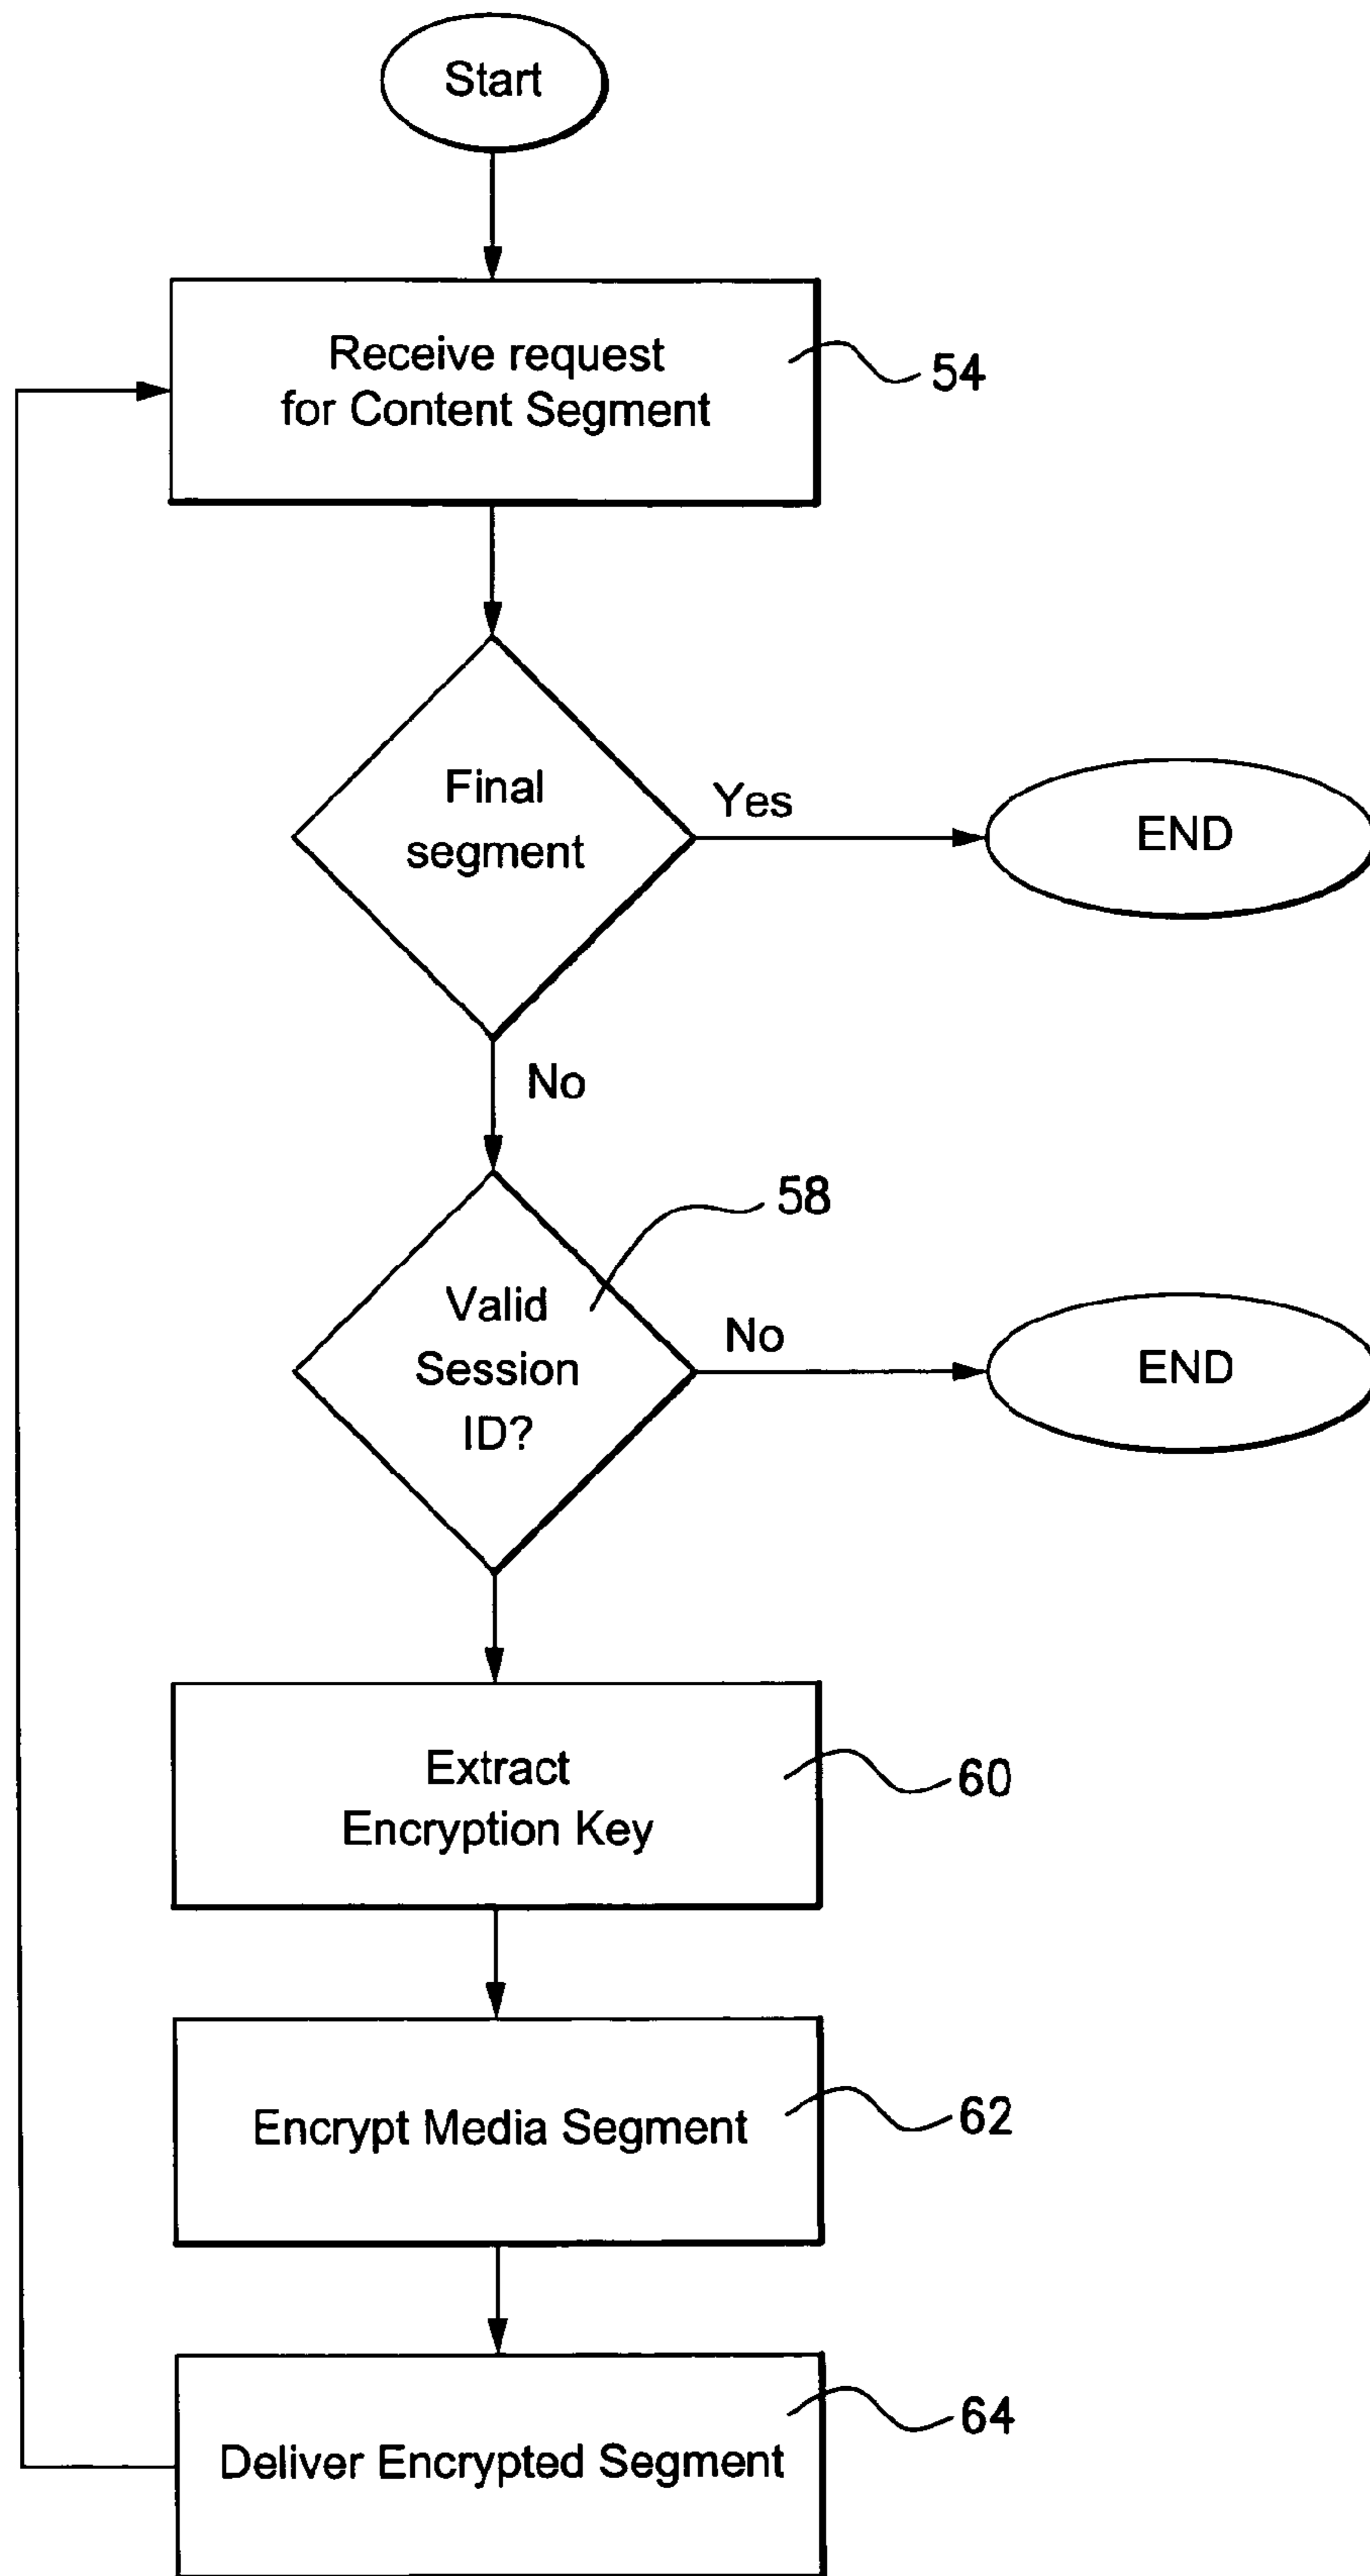 Start
Receive request
for Content Segment
54
Final
segment
Yes
END
No
58
Valid
Session
ID?
No
END
Extract
Encryption Key
60
Encrypt Media Segment
62
Deliver Encrypted Segment
64